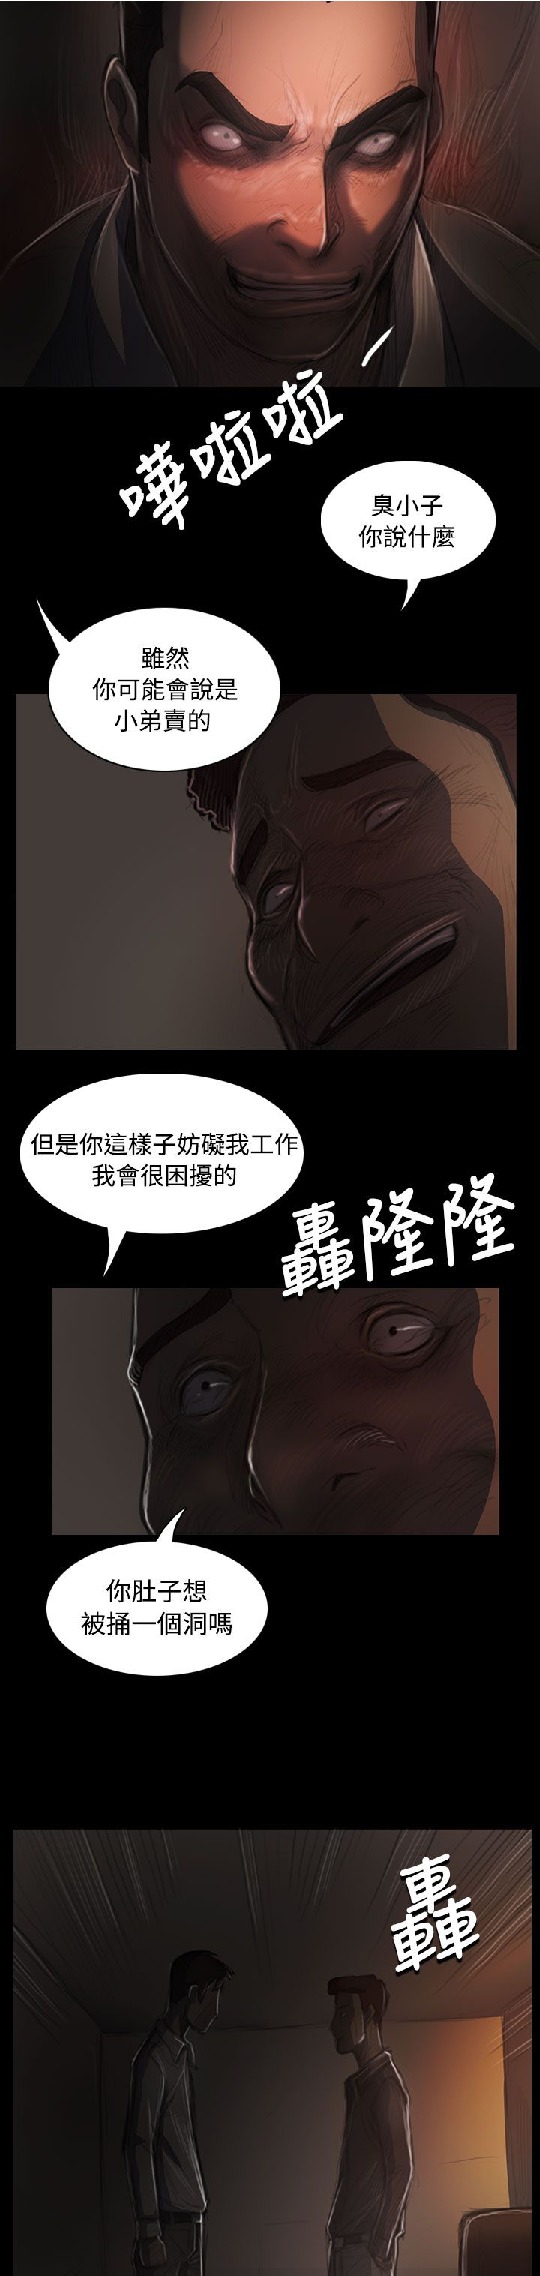 嘩啦啦
臭小子
你說什麼
雖然
你可能會說是
小弟賣的
但是你這樣子妨礙我工作
我會很困擾的
轟隆隆
你肚子想
被捅一個洞嗎
轟